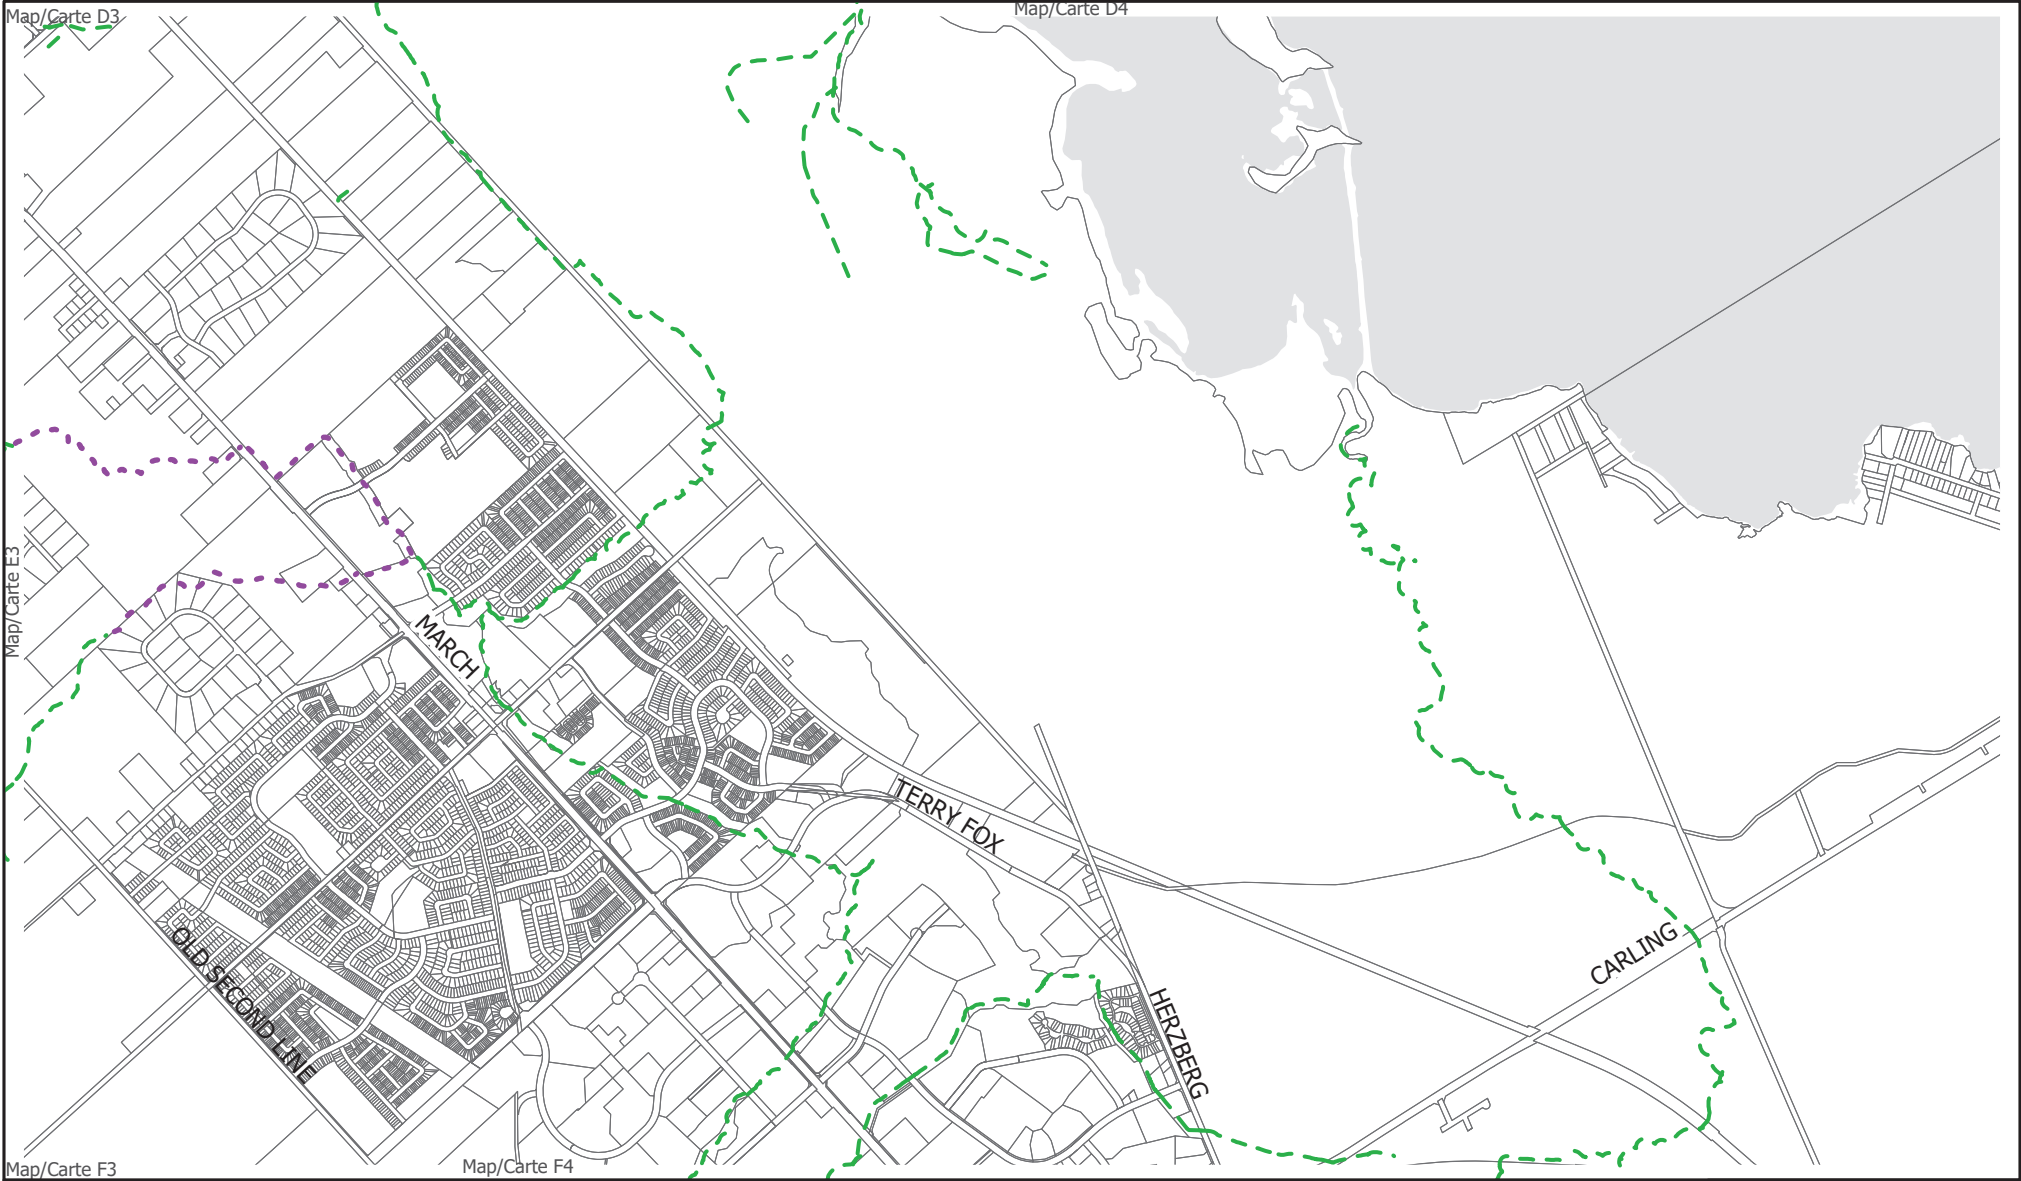 Map/Carte D3
Map/Carte D4
Map/Carte E3
MARCH
TERRY FOX
OLD SECOND LINE
CARLING
HERZBERG
Map/Carte F3
Map/Carte F4